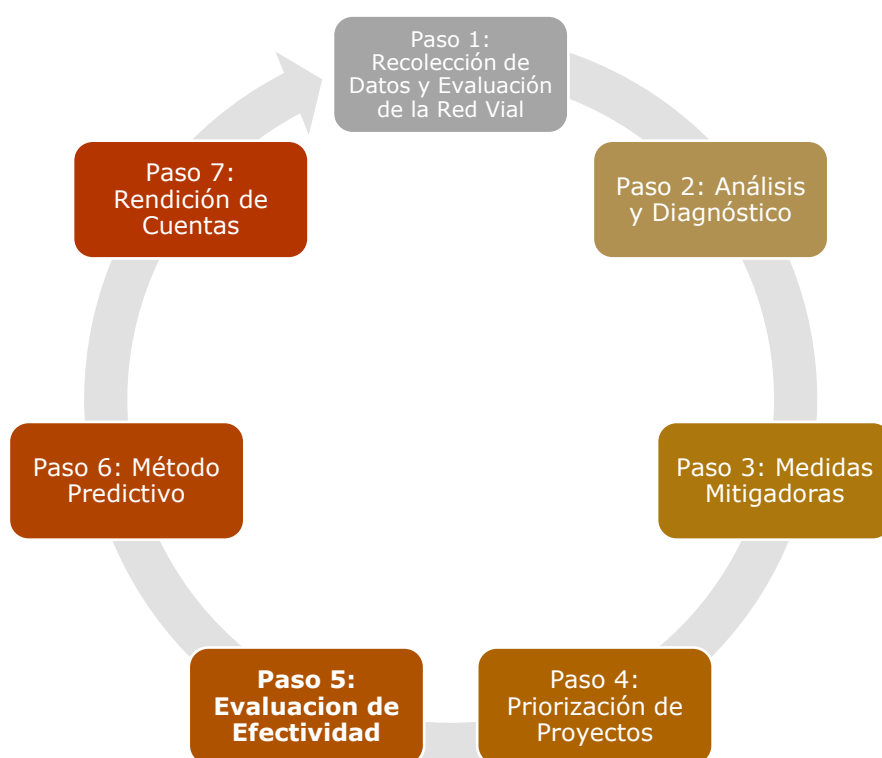 Paso 1:
Recolección de
Datos y Evaluación
de la Red Vial
Paso 2: Análisis
y Diagnóstico
Paso 3: Medidas
Mitigadoras
Paso 4:
Priorización de
Proyectos
Paso 5:
Evaluacion de
Efectividad
Paso 6: Método
Predictivo
Paso 7:
Rendición de
Cuentas